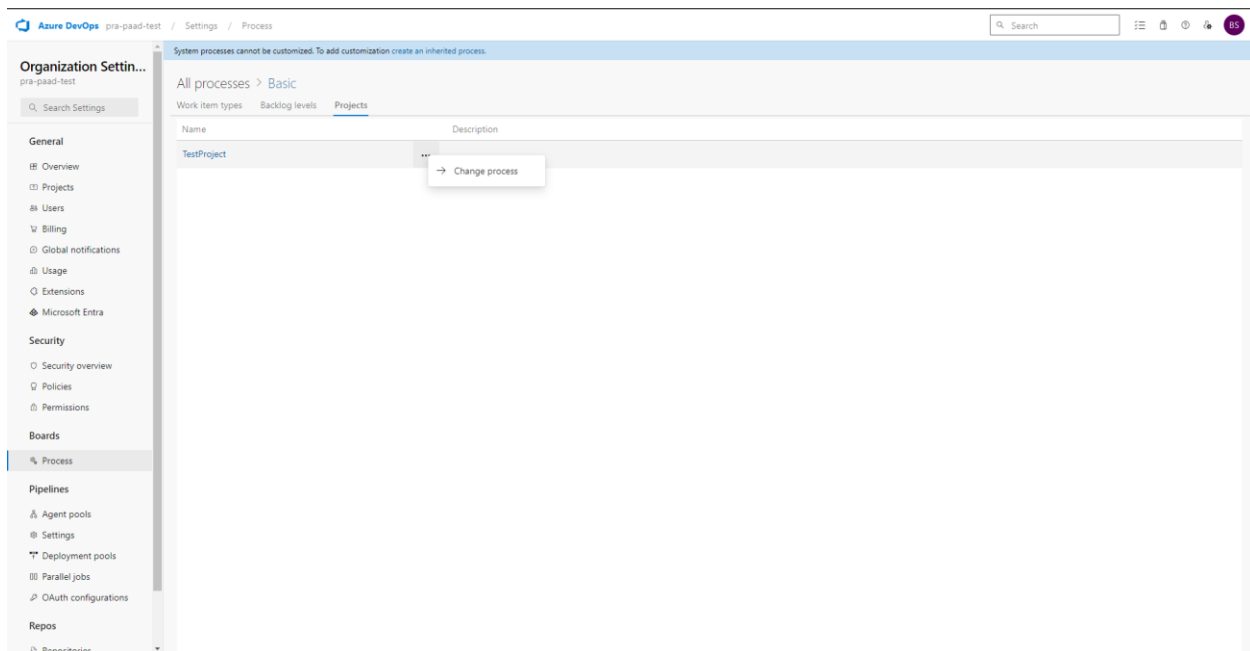 Azure DevOps pra-paad-test / Settings / Process
Search
BS
System processes cannot be customized. To add customization create an inherited process.
Organization Settin...
pra-paad-test
Search Settings
General
Overview
Projects
Users
Billing
Global notifications
Usage
Extensions
Microsoft Entra
Security
Security overview
Policies
Permissions
Boards
Process
Pipelines
Agent pools
Settings
Deployment pools
Parallel jobs
OAuth configurations
Repos
Repositories
All processes > Basic
Work item types Backlog levels Projects
Name Description
TestProject ...
Change process